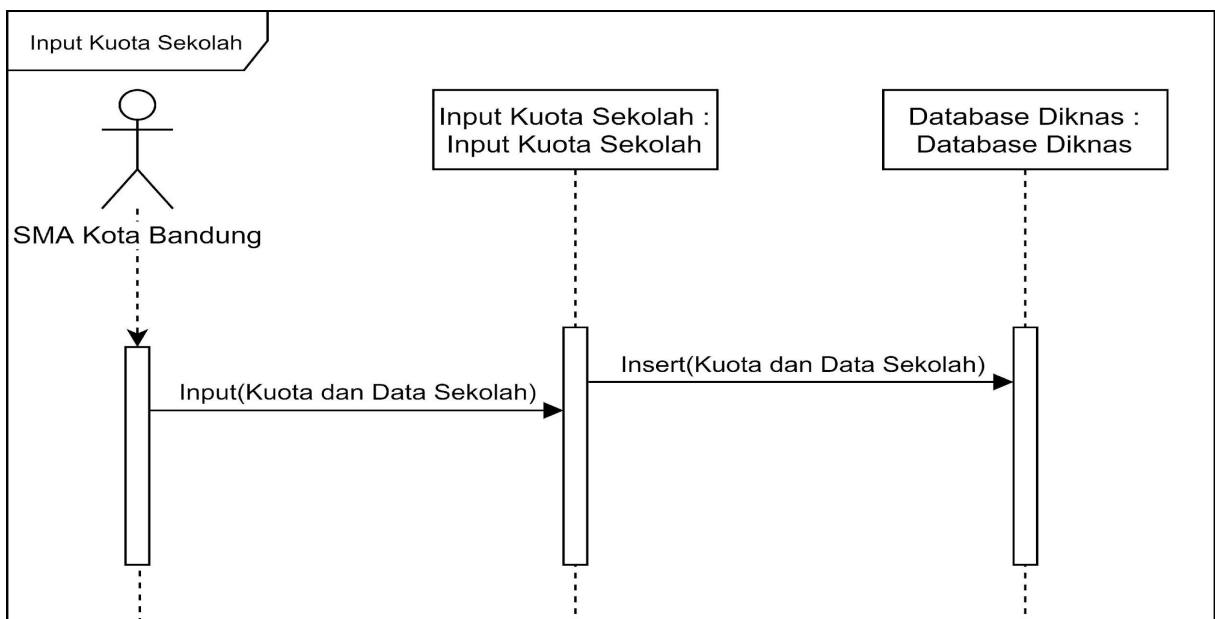 Input Kuota Sekolah
Input Kuota Sekolah :
Input Kuota Sekolah
Database Diknas :
Database Diknas
SMA Kota Bandung
Insert(Kuota dan Data Sekolah)
Input(Kuota dan Data Sekolah)